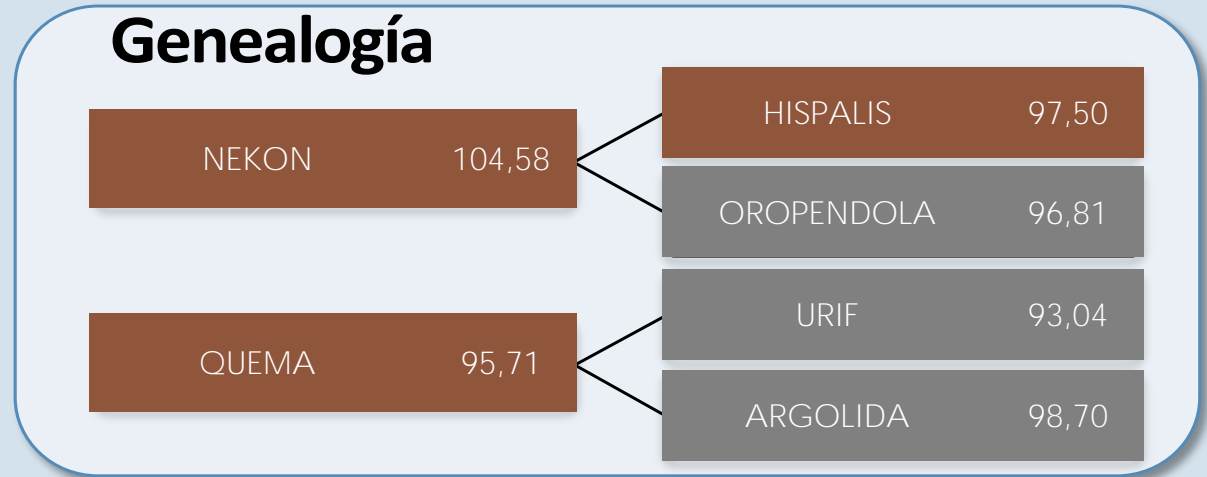 Genealogía
HISPALIS 97,50
NEKON 104,58
OROPENDOLA 96,81
URIF 93,04
QUEMA 95,71
ARGOLIDA 98,70